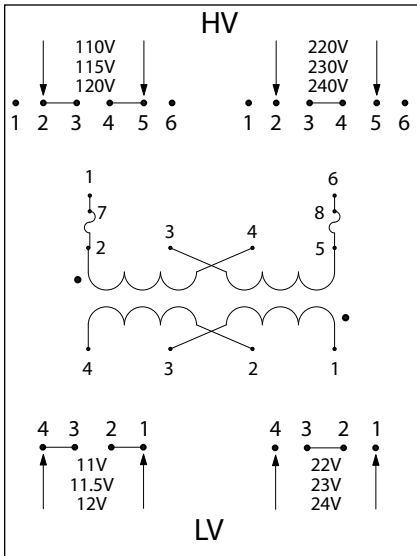 HV
110V 220V
115V 230V
120V 240V
1 2 3 4 5 6 1 2 3 4 5 6
1 6
7 8
3 4
2 5
4 3 2 1
4 3 2 1 4 3 2 1
11V 22V
11.5V 23V
12V 24V
LV